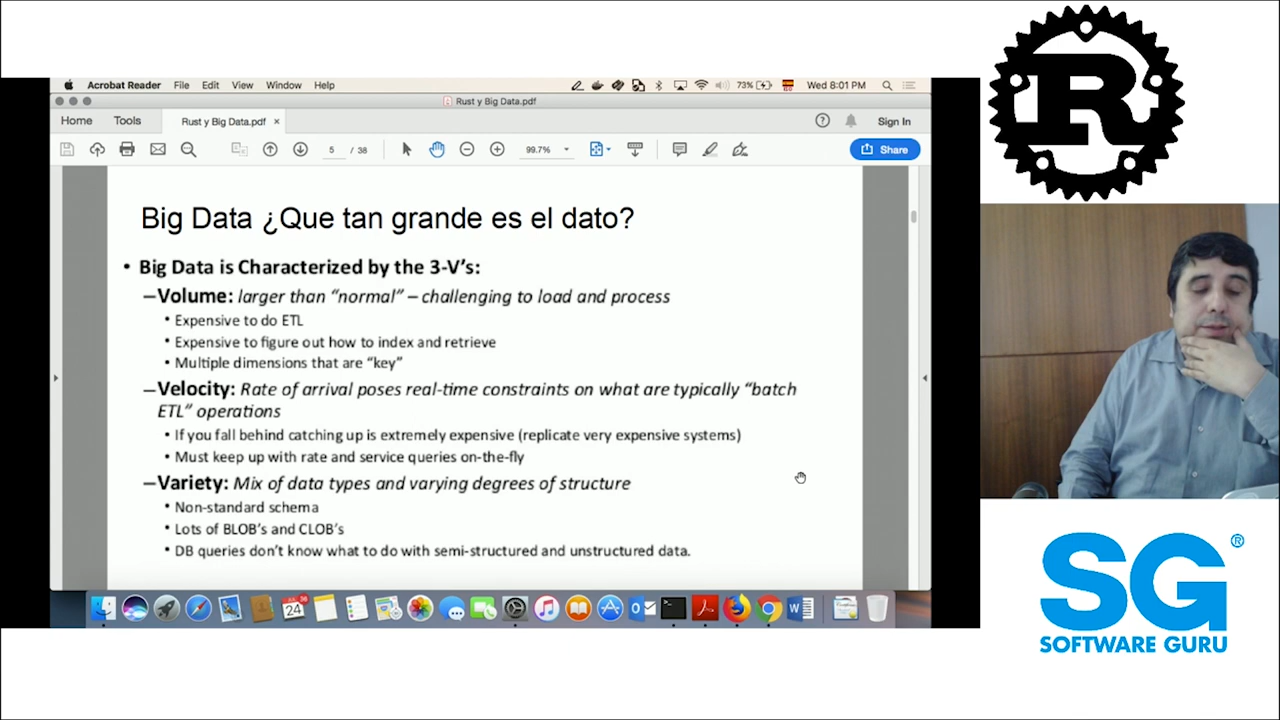 Acrobat Reader File Edit View Window Help 73% Wed 8:01 PM
Rust y Big Data.pdf
Home Tools Rust y Big Data.pdf × Sign In
5 / 38 99.7% Share
Big Data ¿Que tan grande es el dato?
• Big Data is Characterized by the 3-V's:
–Volume: larger than "normal" – challenging to load and process
• Expensive to do ETL
• Expensive to figure out how to index and retrieve
• Multiple dimensions that are "key"
–Velocity: Rate of arrival poses real-time constraints on what are typically "batch
ETL" operations
• If you fall behind catching up is extremely expensive (replicate very expensive systems)
• Must keep up with rate and service queries on-the-fly
–Variety: Mix of data types and varying degrees of structure
• Non-standard schema
• Lots of BLOB's and CLOB's
• DB queries don't know what to do with semi-structured and unstructured data.
24
R
SG®
SOFTWARE GURU